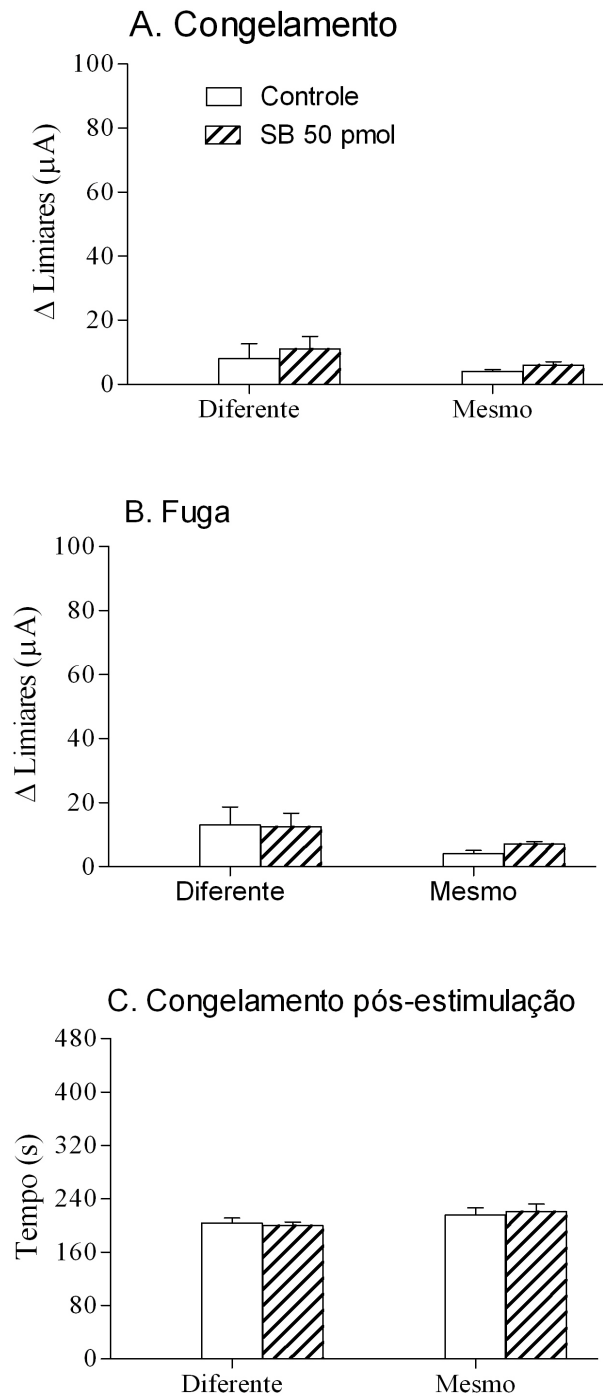 A. Congelamento
100
80
60
40
20
0
Δ Limiares (µA)
Controle
SB 50 pmol
Diferente
Mesmo
B. Fuga
100
80
60
40
20
0
Δ Limiares (µA)
Diferente
Mesmo
C. Congelamento pós-estimulação
480
400
320
240
160
80
0
Tempo (s)
Diferente
Mesmo